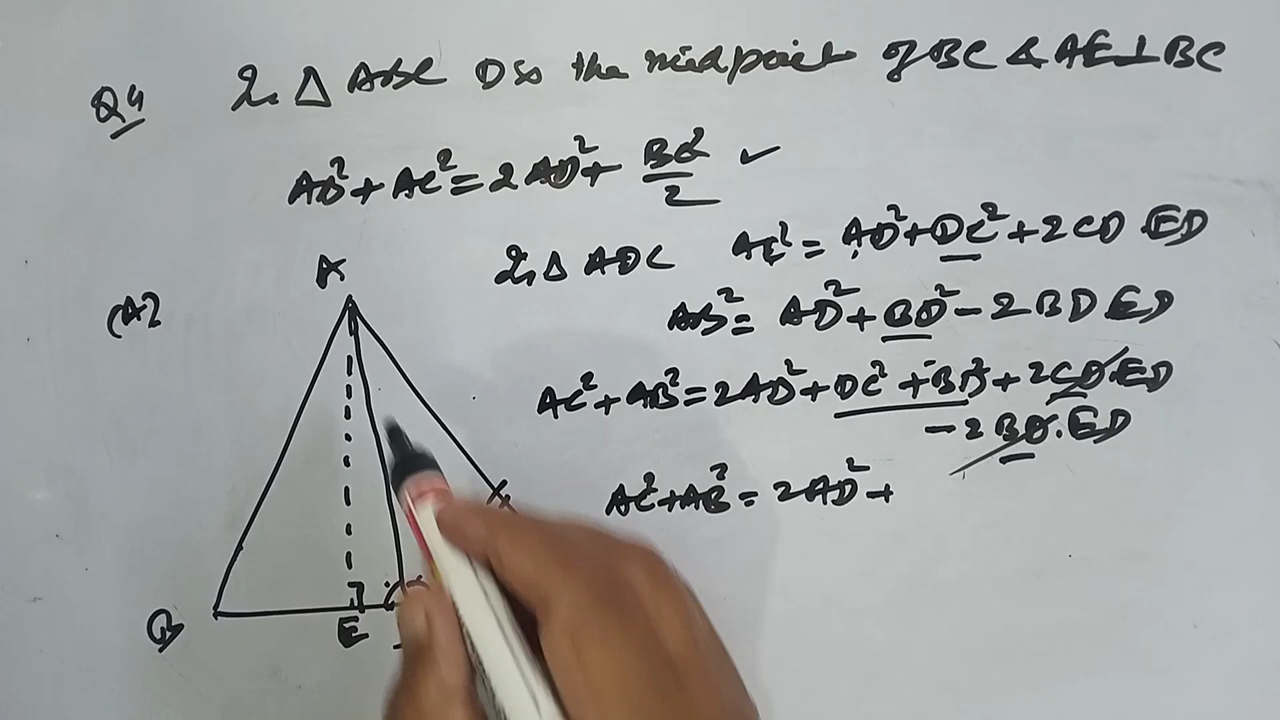 Q4 In Δ ABC D is the midpoint of BC & AE⊥BC
AB² + AC² = 2AD² + BC²/2 ✓
In Δ ADC AC² = AD² + DC² + 2CD.ED
AB² = AD² + BD² - 2BD.ED
AC² + AB² = 2AD² + DC² + BD² + 2CD.ED
- 2BD.ED
AC² + AB² = 2AD² +
(A)
A
B
E